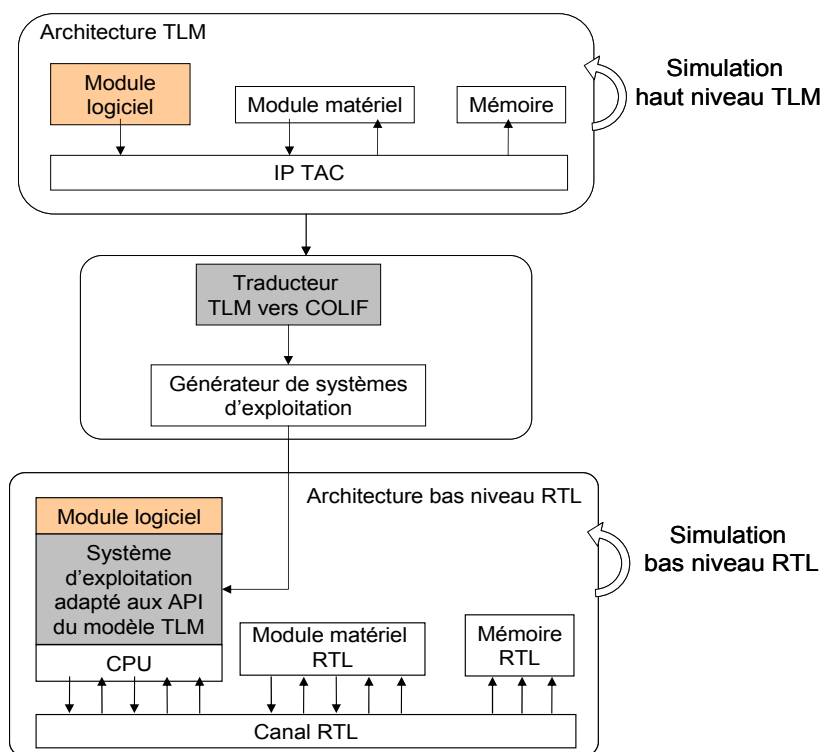 Architecture TLM
Module
logiciel
Module matériel
Mémoire
IP TAC
Simulation
haut niveau TLM
Traducteur
TLM vers COLIF
Générateur de systèmes
d'exploitation
Architecture bas niveau RTL
Module logiciel
Système
d'exploitation
adapté aux API
du modèle TLM
CPU
Module matériel
RTL
Mémoire
RTL
Canal RTL
Simulation
bas niveau RTL